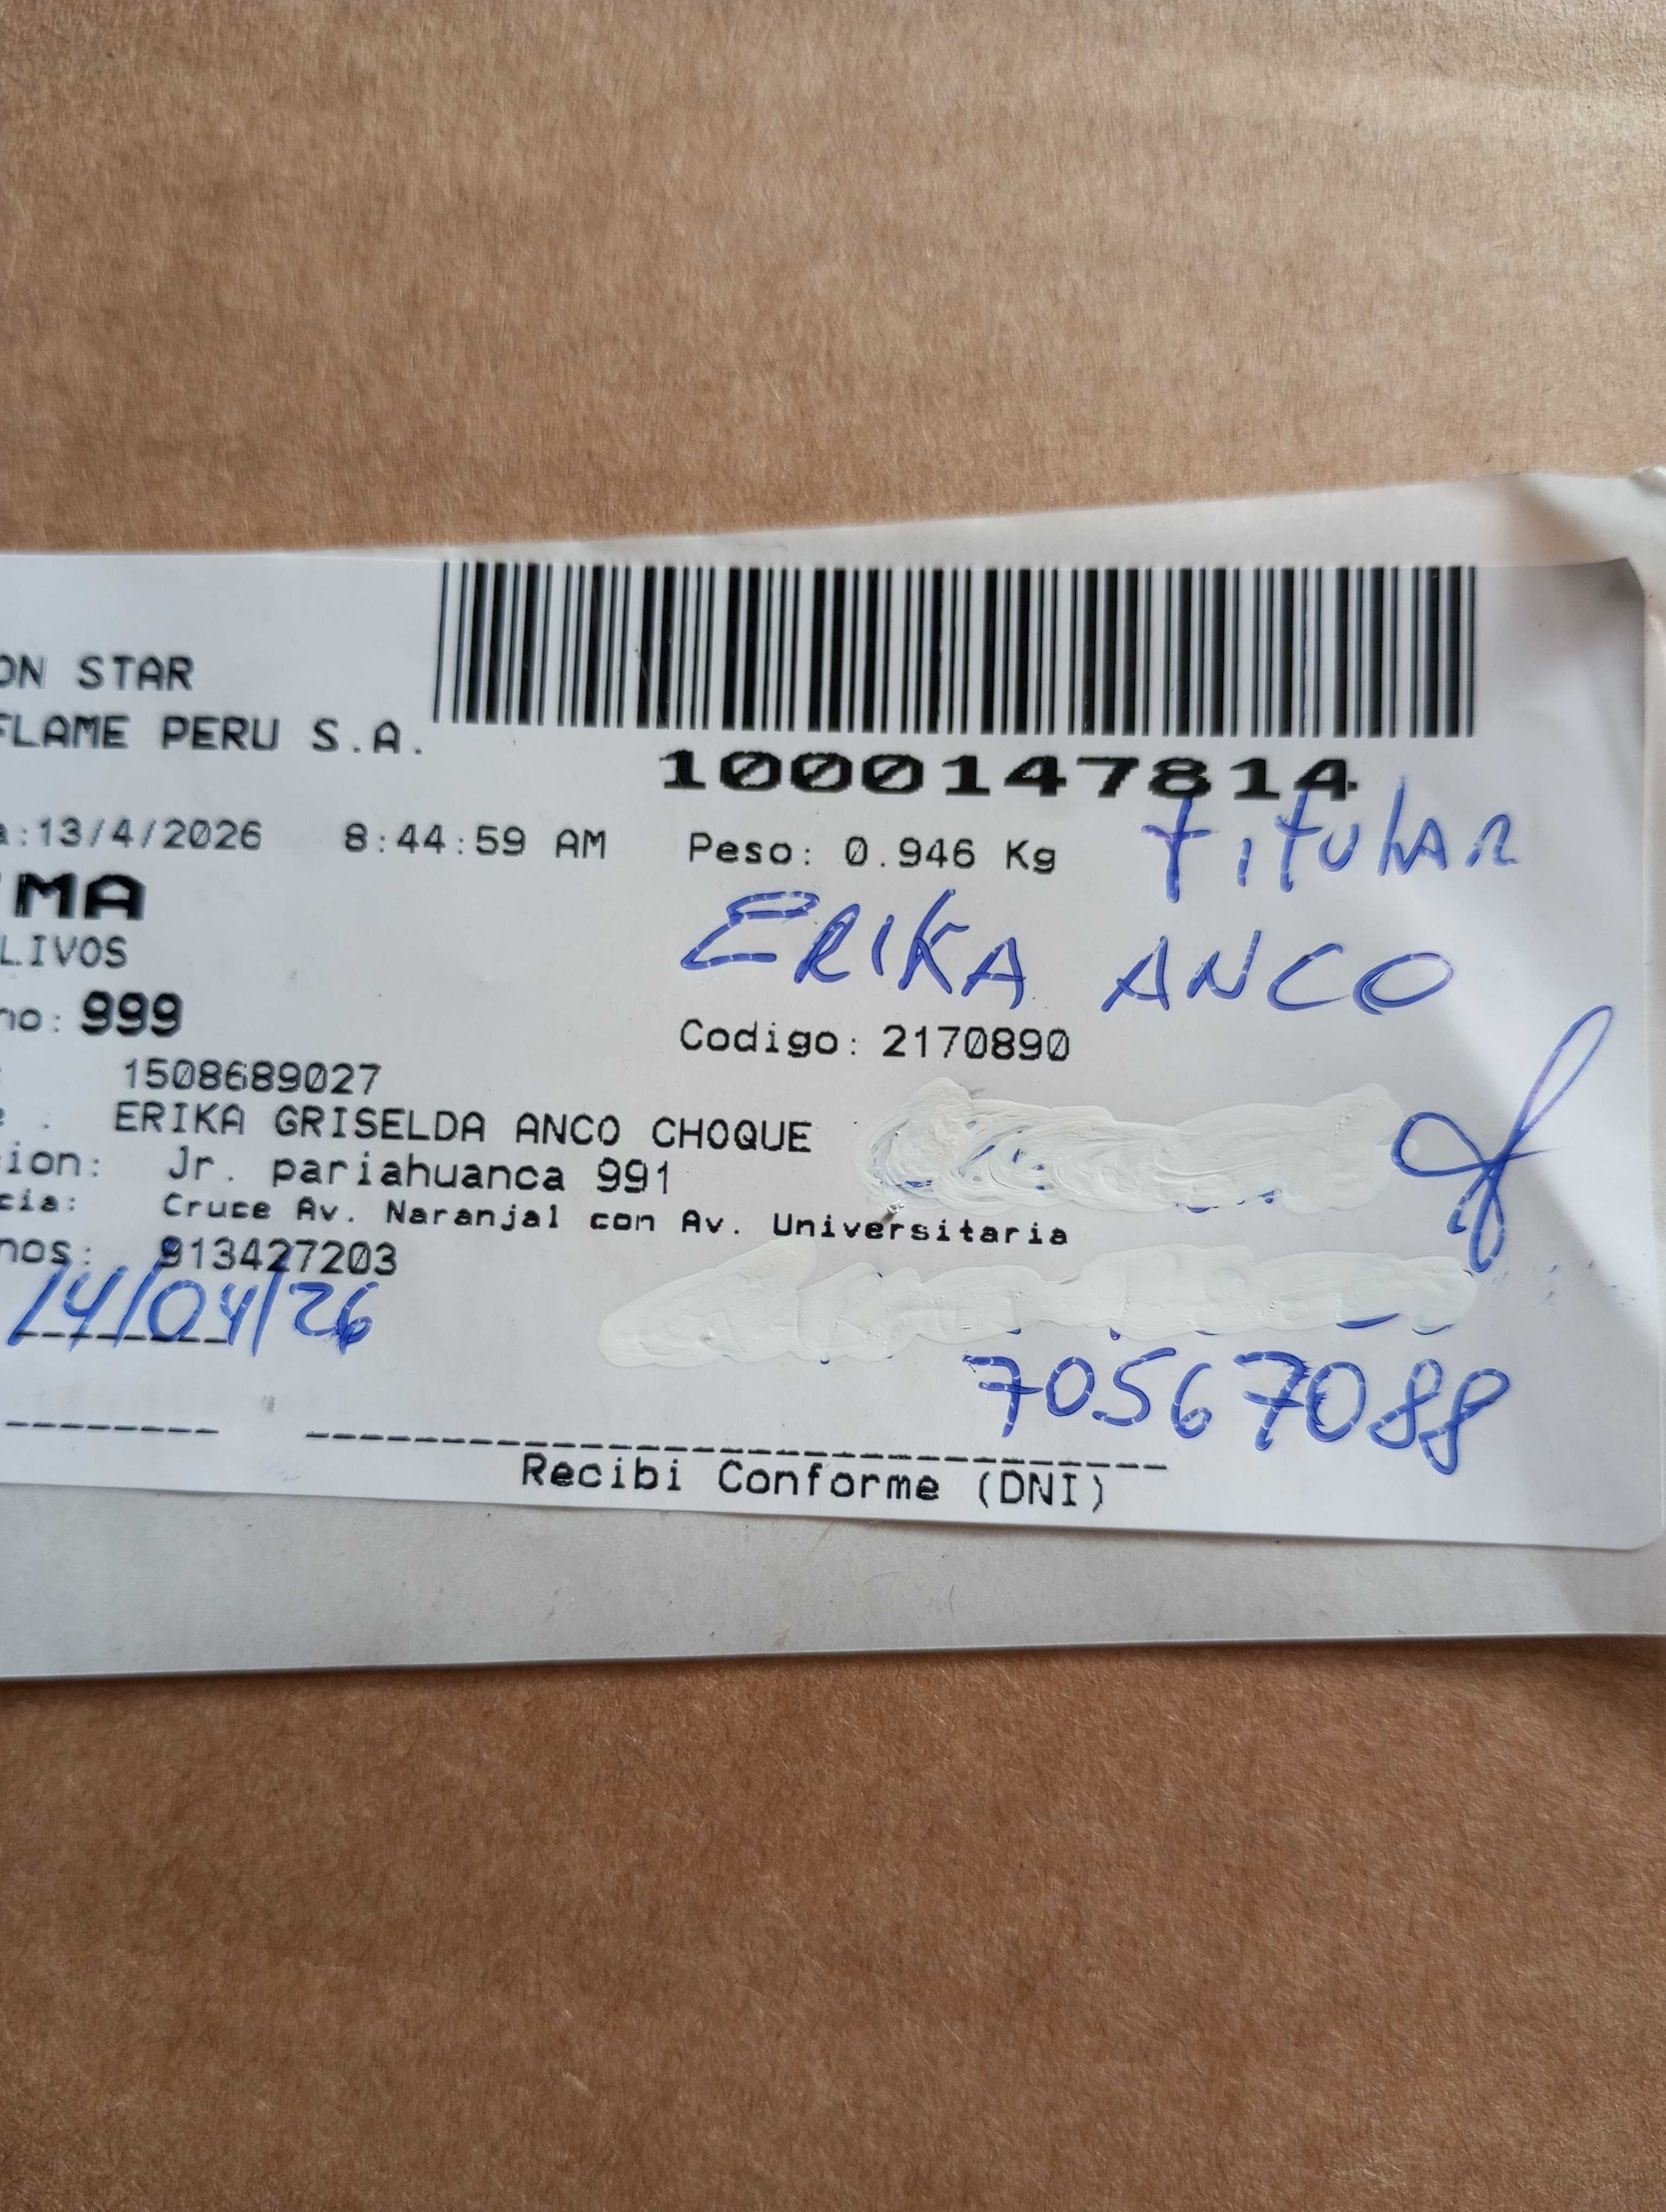 ON STAR
FLAME PERU S.A.
1000147814
a:13/4/2026 8:44:59 AM Peso: 0.946 Kg
TITULAR
IMA
ERIKA ANCO
LIVOS
no: 999
Codigo: 2170890
: 1508689027
e . ERIKA GRISELDA ANCO CHOQUE
ion: Jr. pariahuanca 991
cia: Cruce Av. Naranjal con Av. Universitaria
nos: 913427203
14/04/26
70567088
Recibi Conforme (DNI)